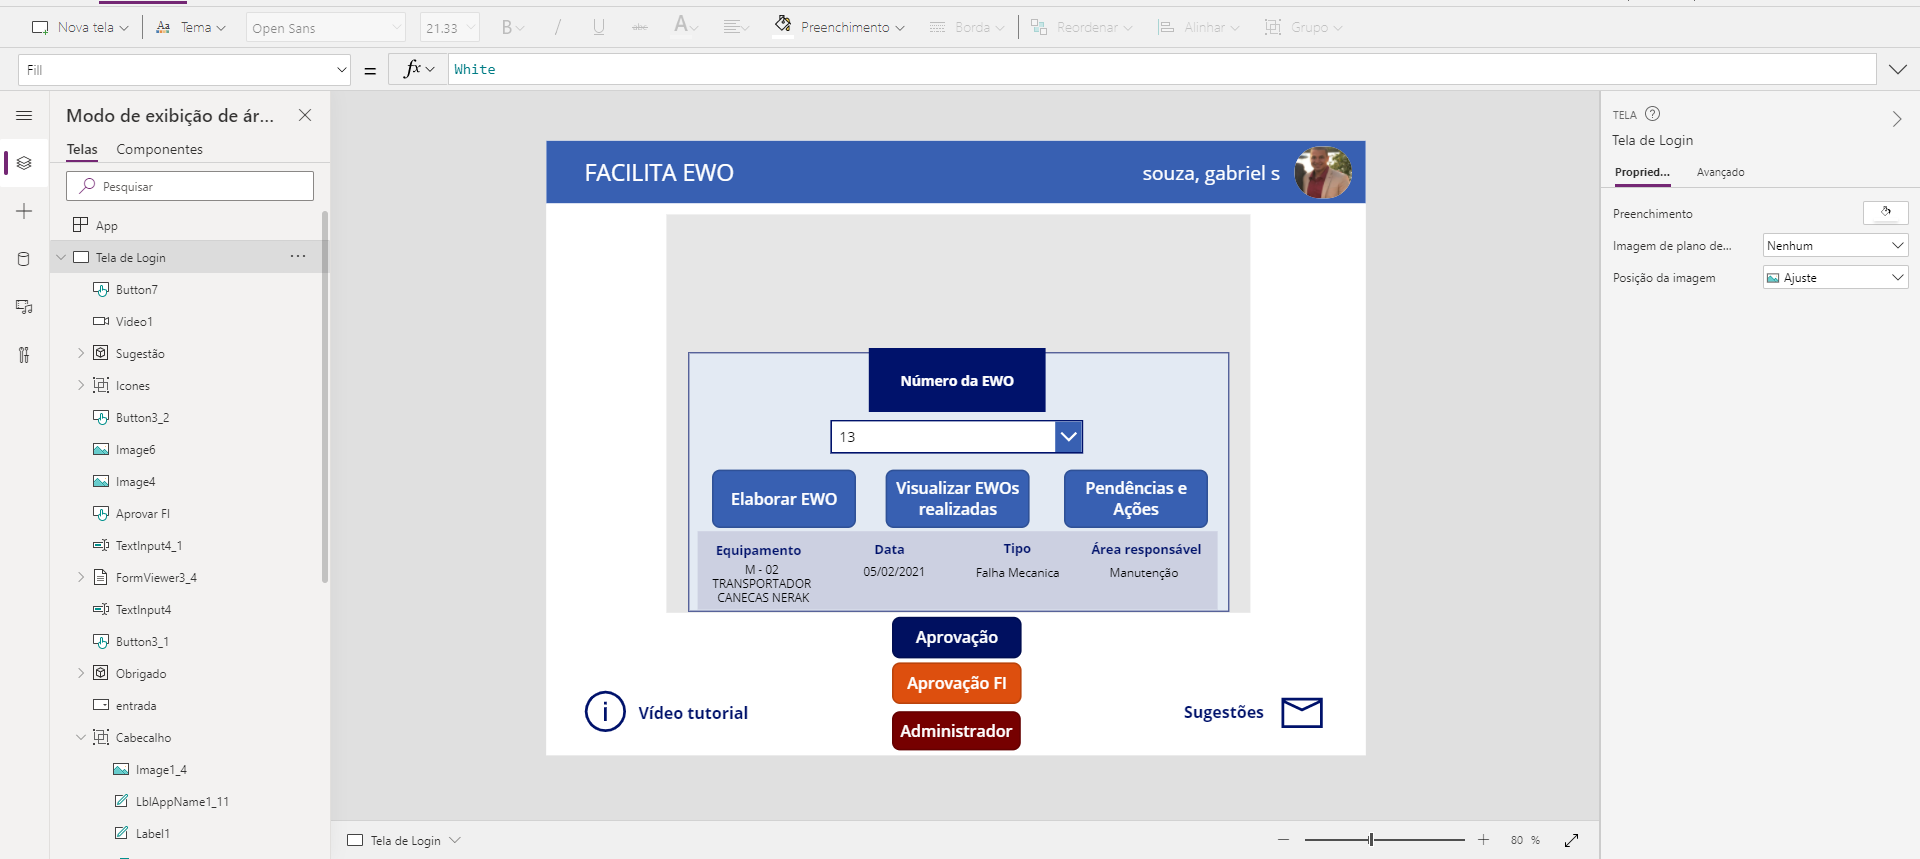 Nova tela
Tema
Open Sans
21.33
B
/
U
abc
A
Preenchimento
Borda
Reordenar
Alinhar
Grupo
Fill
=
fx
White
Modo de exibição de ár...
Telas
Componentes
Pesquisar
App
Tela de Login
...
Button7
Video1
Sugestão
Icones
Button3_2
Image6
Image4
Aprovar FI
TextInput4_1
FormViewer3_4
TextInput4
Button3_1
Obrigado
entrada
Cabecalho
Image1_4
LblAppName1_11
Label1
FACILITA EWO
souza, gabriel s
Número da EWO
13
Elaborar EWO
Visualizar EWOs
realizadas
Pendências e
Ações
Equipamento
Data
Tipo
Área responsável
M - 02
TRANSPORTADOR
CANECAS NERAK
05/02/2021
Falha Mecanica
Manutenção
Aprovação
Aprovação FI
Administrador
i
Vídeo tutorial
Sugestões
Tela de Login
80 %
TELA
?
Tela de Login
Propried...
Avançado
Preenchimento
Imagem de plano de...
Nenhum
Posição da imagem
Ajuste